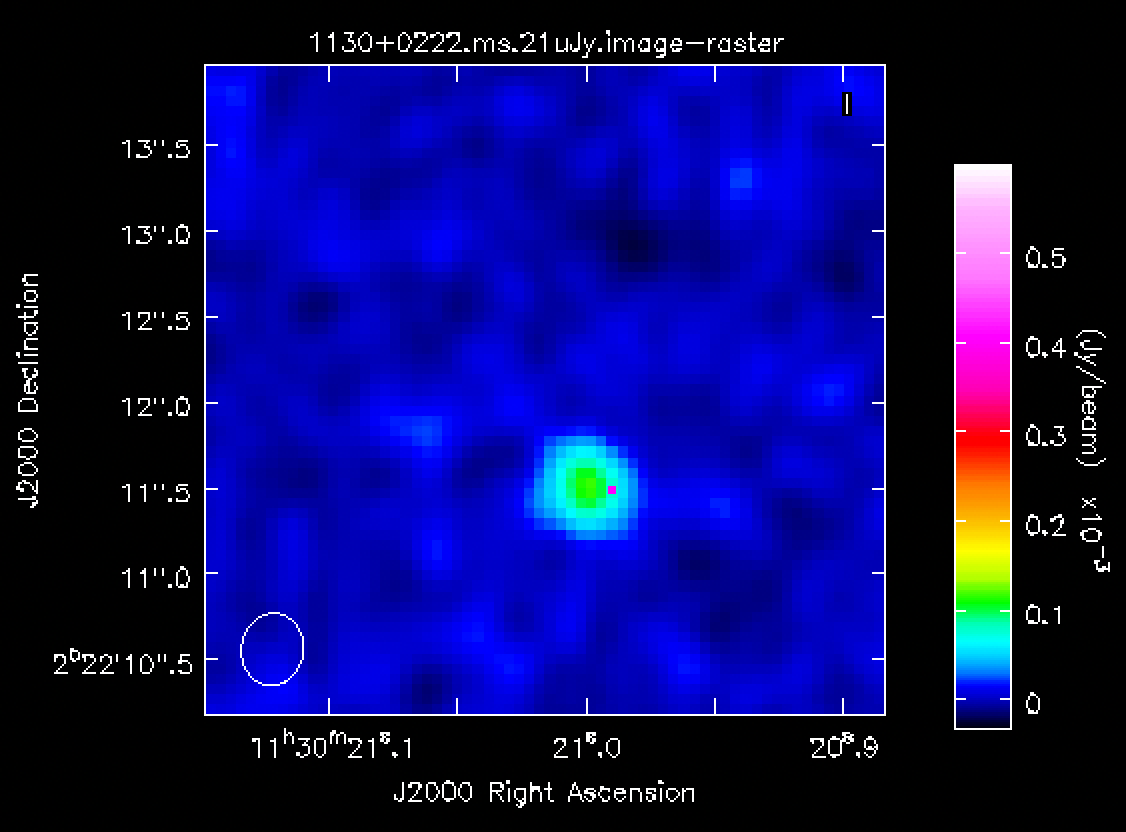 1130+0222.ms.21uJy.image-raster
I
13".5
13".0
12".5
12".0
11".5
11".0
2°22'10".5
J2000 Declination
11ʰ30ᵐ21ˢ.1
21ˢ.0
20ˢ.9
J2000 Right Ascension
0.5
0.4
0.3
0.2
0.1
0
(Jy/beam) x10⁻³